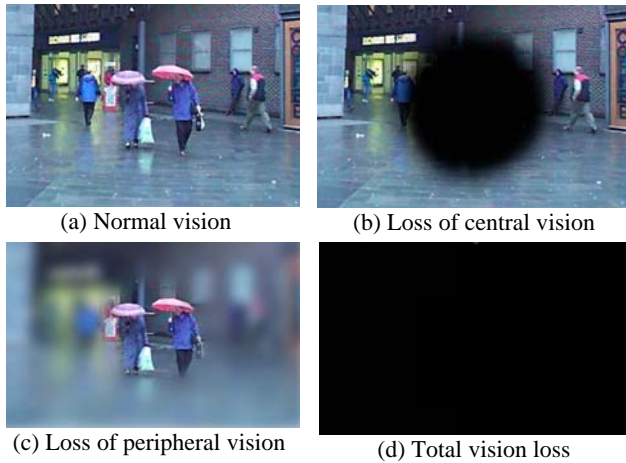 (a) Normal vision
(b) Loss of central vision
(c) Loss of peripheral vision
(d) Total vision loss